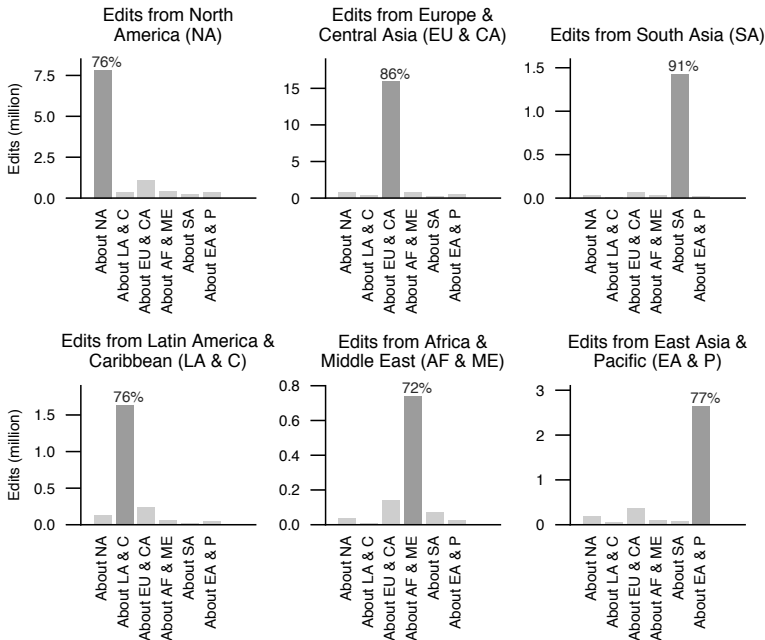 Edits from North
America (NA)
Edits (million)
7.5
5.0
2.5
0.0
76%
About NA
About LA & C
About EU & CA
About AF & ME
About SA
About EA & P
Edits from Europe &
Central Asia (EU & CA)
15
10
5
0
86%
About NA
About LA & C
About EU & CA
About AF & ME
About SA
About EA & P
Edits from South Asia (SA)
1.5
1.0
0.5
0.0
91%
About NA
About LA & C
About EU & CA
About AF & ME
About SA
About EA & P
Edits from Latin America &
Caribbean (LA & C)
Edits (million)
1.5
1.0
0.5
0.0
76%
About NA
About LA & C
About EU & CA
About AF & ME
About SA
About EA & P
Edits from Africa &
Middle East (AF & ME)
0.8
0.6
0.4
0.2
0.0
72%
About NA
About LA & C
About EU & CA
About AF & ME
About SA
About EA & P
Edits from East Asia &
Pacific (EA & P)
3
2
1
0
77%
About NA
About LA & C
About EU & CA
About AF & ME
About SA
About EA & P